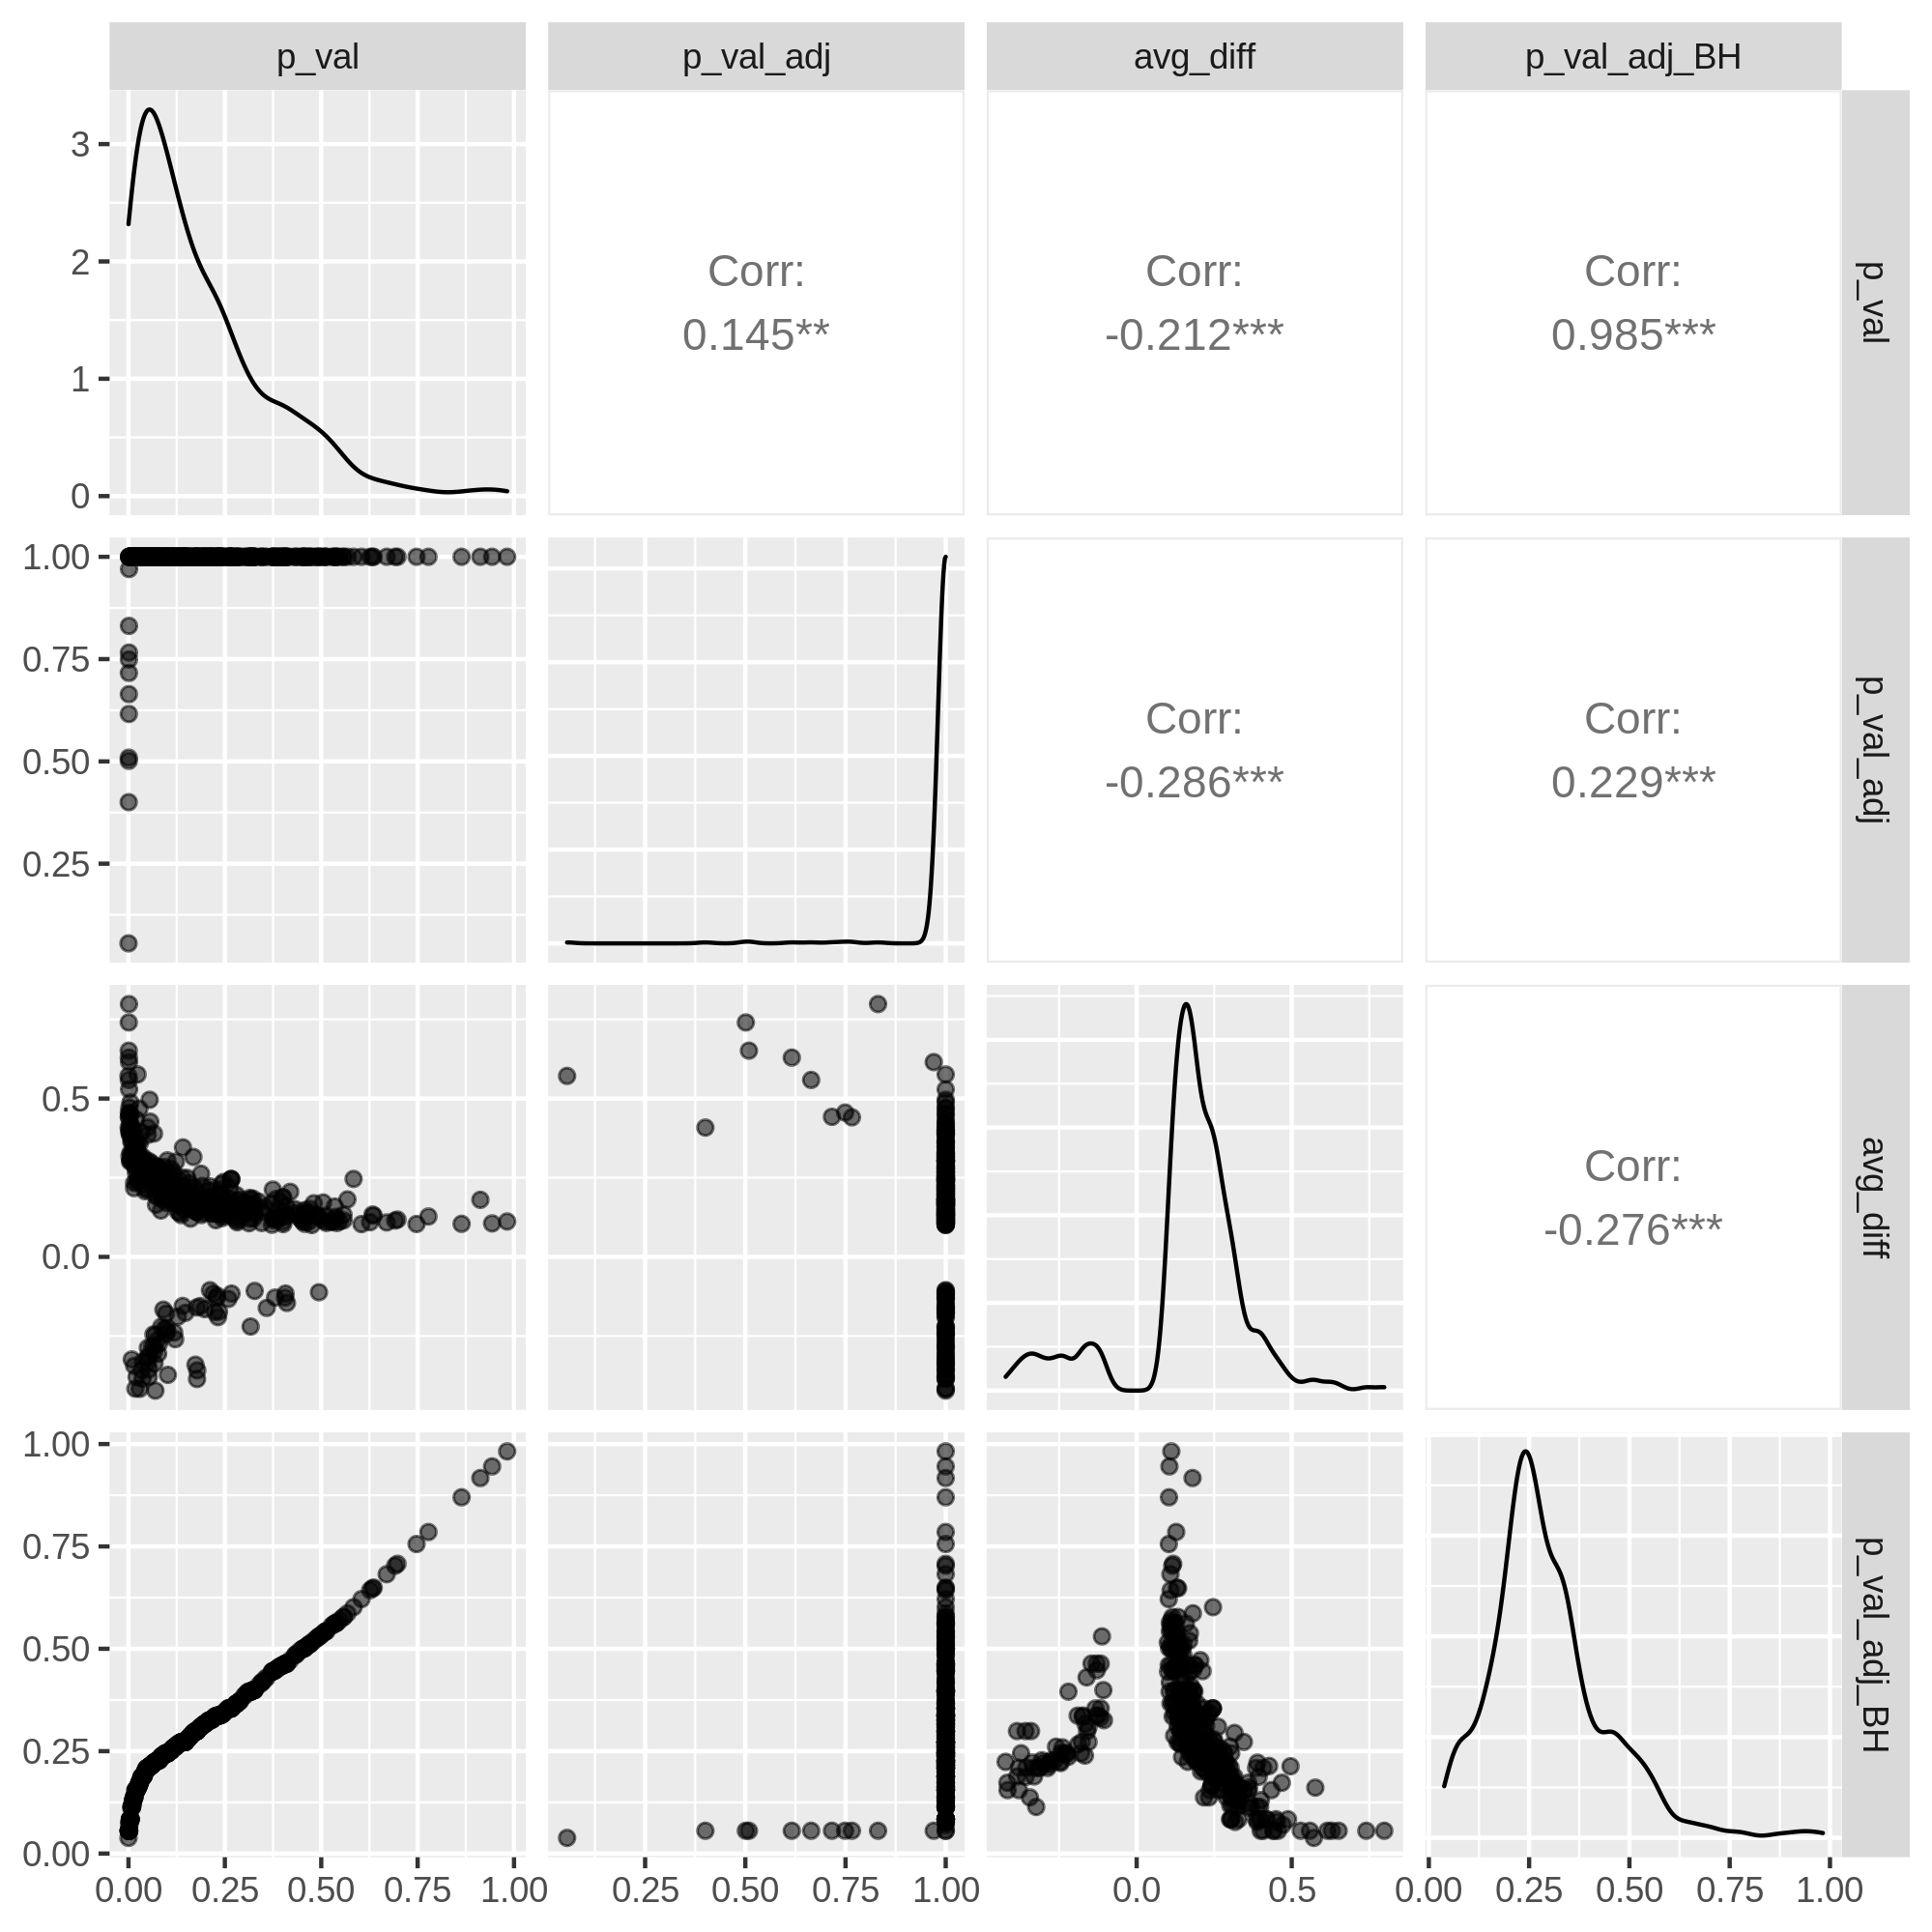 p_val p_val_adj avg_diff p_val_adj_BH
3
2
1
0
Corr:
0.145**
Corr:
-0.212***
Corr:
0.985***
p_val
1.00
0.75
0.50
0.25
Corr:
-0.286***
Corr:
0.229***
p_val_adj
0.5
0.0
Corr:
-0.276***
avg_diff
1.00
0.75
0.50
0.25
0.00
p_val_adj_BH
0.00 0.25 0.50 0.75 1.00 0.25 0.50 0.75 1.00 0.0 0.5 0.00 0.25 0.50 0.75 1.00